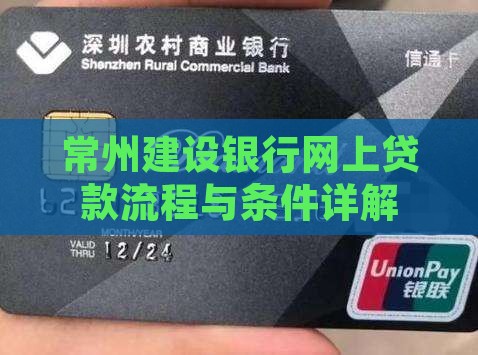 深圳农村商业银行
Shenzhen Rural Commercial Bank
信通卡
常州建设银行网上贷
款流程与条件详解
MONTH/YEAR
VALID
THRU
12/24
UnionPay
银联